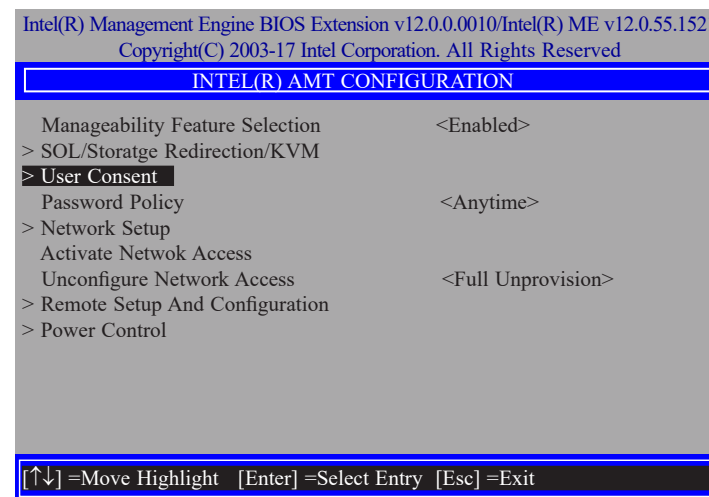 Intel(R) Management Engine BIOS Extension v12.0.0.0010/Intel(R) ME v12.0.55.152
Copyright(C) 2003-17 Intel Corporation. All Rights Reserved
INTEL(R) AMT CONFIGURATION
Manageability Feature Selection <Enabled>
> SOL/Storatge Redirection/KVM
> User Consent
Password Policy <Anytime>
> Network Setup
Activate Netwok Access
Unconfigure Network Access <Full Unprovision>
> Remote Setup And Configuration
> Power Control
[↑↓] =Move Highlight [Enter] =Select Entry [Esc] =Exit